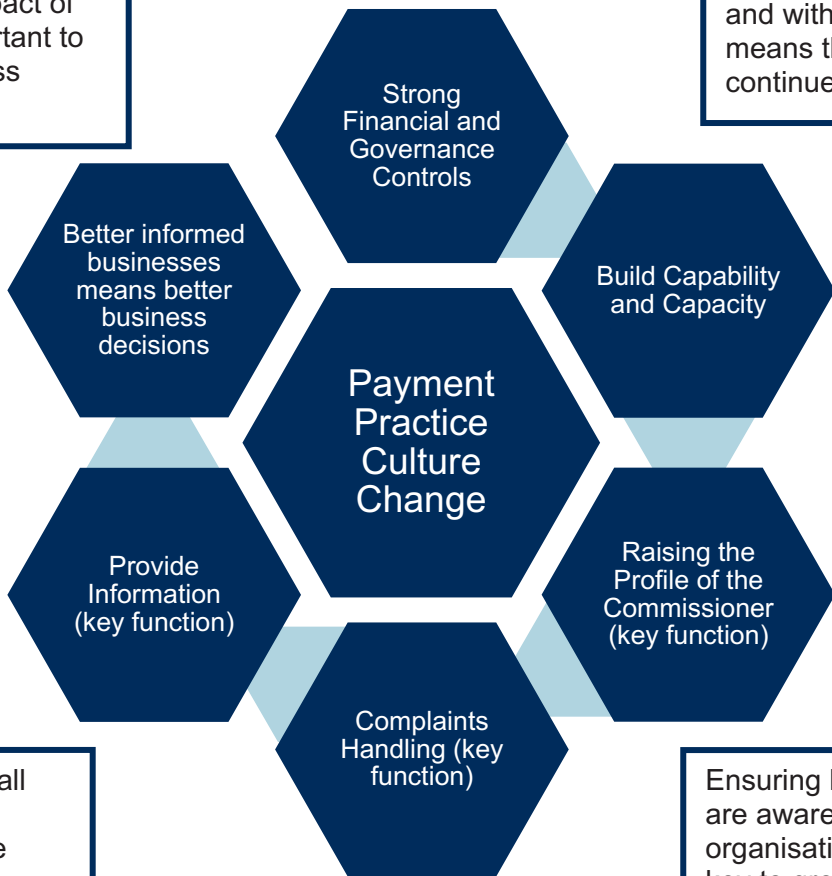 important to
and with
means
continue
Strong
Financial and
Governance
Controls
Better informed
businesses
means better
business
decisions
Build Capability
and Capacity
Payment
Practice
Culture
Change
Provide
Information
(key function)
Raising the
Profile of the
Commissioner
(key function)
Complaints
Handling (key
function)
all
Ensuring
are aware